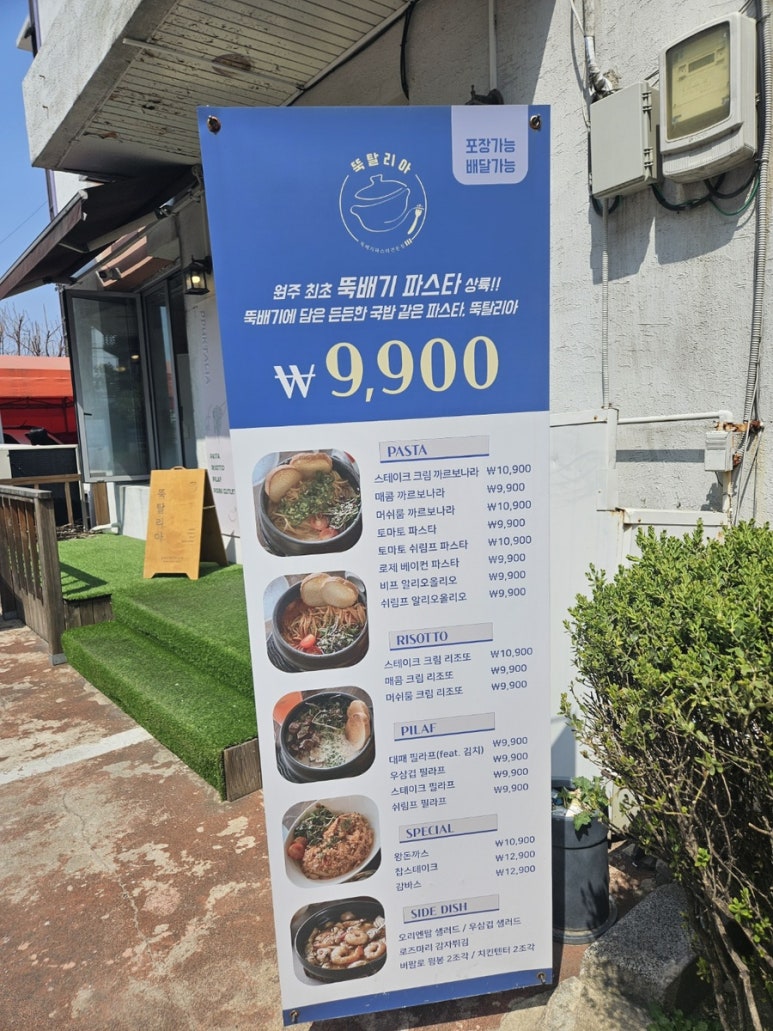 포장가능
배달가능
뚝탈리아
원주 최초 뚝배기 파스타 상륙!!
뚝배기에 담은 든든한 국밥 같은 파스타, 뚝탈리아
₩9,900
PASTA
스테이크 크림 까르보나라 ₩10,900
매콤 까르보나라 ₩9,900
머쉬룸 까르보나라 ₩10,900
토마토 파스타 ₩9,900
토마토 쉬림프 파스타 ₩10,900
로제 베이컨 파스타 ₩9,900
비프 알리오올리오 ₩9,900
쉬림프 알리오올리오 ₩9,900
RISOTTO
스테이크 크림 리조또 ₩10,900
매콤 크림 리조또 ₩9,900
머쉬룸 크림 리조또 ₩9,900
PILAF
대패 필라프(feat. 김치) ₩9,900
우삼겹 필라프 ₩9,900
스테이크 필라프 ₩9,900
쉬림프 필라프 ₩9,900
SPECIAL
왕돈까스 ₩10,900
찹스테이크 ₩12,900
감바스 ₩12,900
SIDE DISH
오리엔탈 샐러드 / 우삼겹 샐러드
로즈마리 감자튀김
버팔로 윙봉 2조각 / 치킨텐더 2조각
뚝탈리아
PASTA
RISOTTO
PILAF